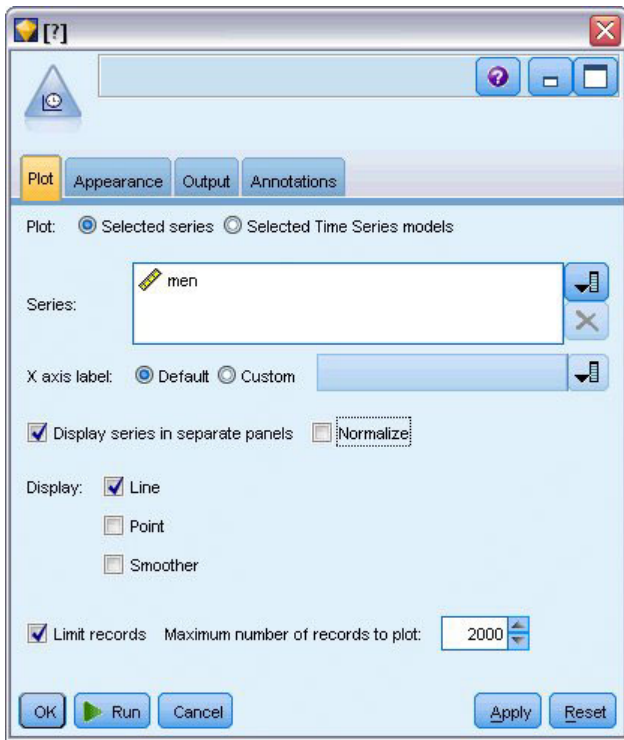 [?]
Plot Appearance Output Annotations
Plot: Selected series Selected Time Series models
men
Series:
X axis label: Default Custom
Display series in separate panels Normalize
Display: Line
Point
Smoother
Limit records Maximum number of records to plot: 2000
OK Run Cancel Apply Reset